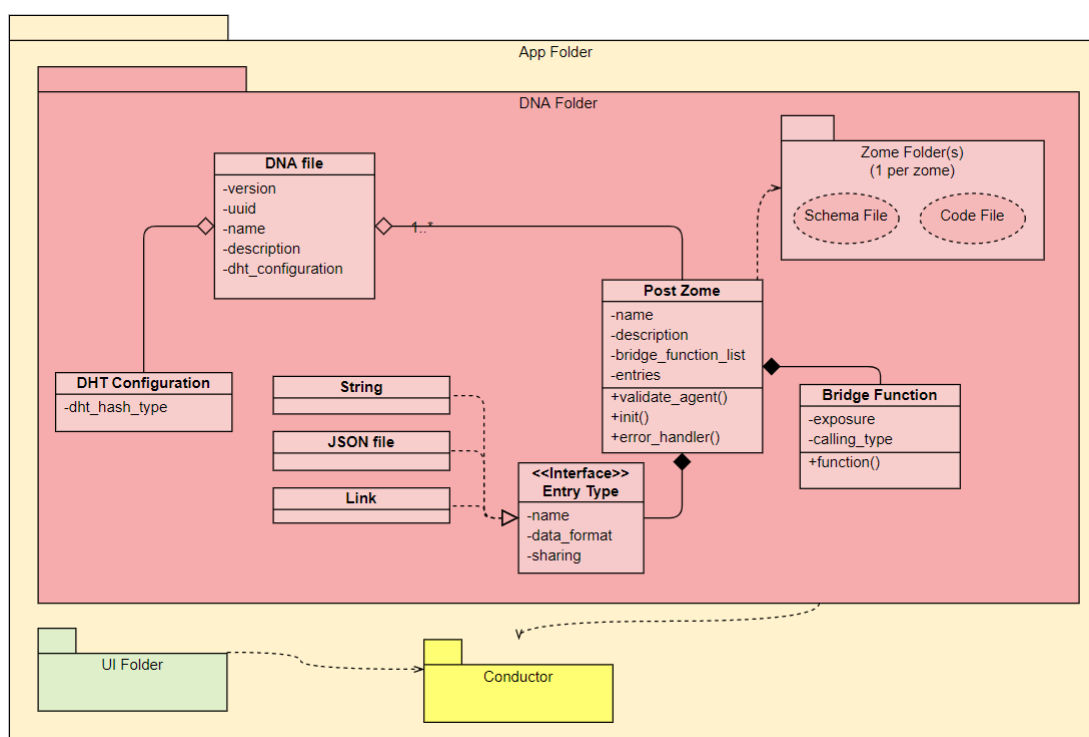 App Folder
DNA Folder
Zome Folder(s)
(1 per zome)
Schema File
Code File
DNA file
-version
-uuid
-name
-description
-dht_configuration
1..*
Post Zome
-name
-description
-bridge_function_list
-entries
+validate_agent()
+init()
+error_handler()
DHT Configuration
-dht_hash_type
String
JSON file
Link
Bridge Function
-exposure
-calling_type
+function()
<<Interface>>
Entry Type
-name
-data_format
-sharing
UI Folder
Conductor